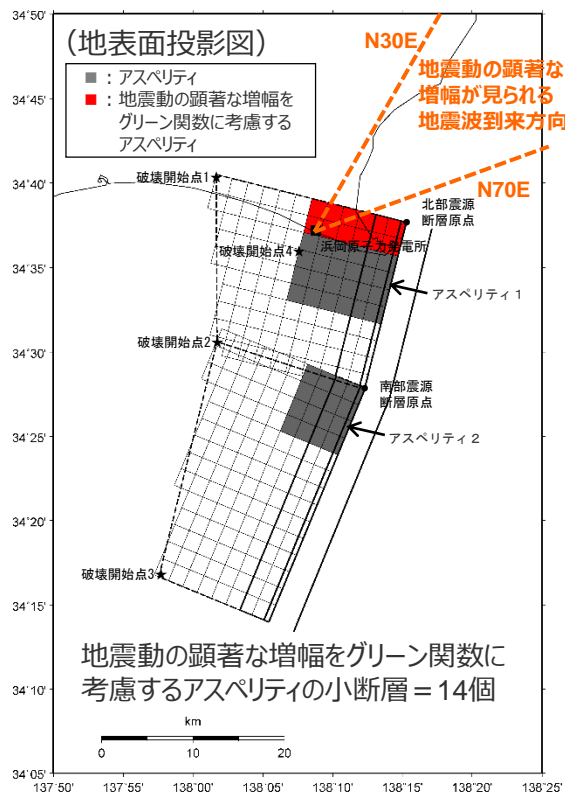 34˚50'
(地表面投影図)
■ : アスペリティ
■ : 地震動の顕著な増幅を
グリーン関数に考慮する
アスペリティ
N30E
地震動の顕著な
増幅が見られる
地震波到来方向
N70E
34˚45'
34˚40'
破壊開始点1
北部震源
断層原点
浜岡原子力発電所
破壊開始点4
34˚35'
アスペリティ1
34˚30'
破壊開始点2
南部震源
断層原点
34˚25'
アスペリティ2
34˚20'
破壊開始点3
34˚15'
地震動の顕著な増幅をグリーン関数に
考慮するアスペリティの小断層=14個
34˚10'
km
0 10 20
34˚05'
137˚50' 137˚55' 138˚00' 138˚05' 138˚10' 138˚15' 138˚20' 138˚25'